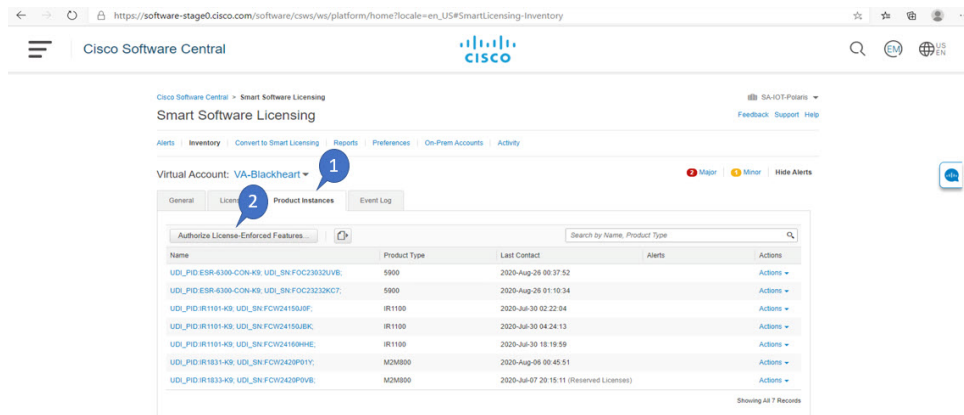 https://software-stage0.cisco.com/software/csws/ws/platform/home?locale=en_US#SmartLicensing-Inventory
Cisco Software Central
CISCO
EM
US EN
Cisco Software Central > Smart Software Licensing
SA-IOT-Polaris
Smart Software Licensing
Feedback Support Help
Alerts | Inventory | Convert to Smart Licensing | Reports | Preferences | On-Prem Accounts | Activity
1
Virtual Account: VA-Blackheart
2 Major | 1 Minor | Hide Alerts
General
2
Product Instances
Event Log
Authorize License-Enforced Features...
Search by Name, Product Type
Name Product Type Last Contact Alerts Actions
UDI_PID:ESR-6300-CON-K9; UDI_SN:FOC23032UVB; 5900 2020-Aug-26 00:37:52 Actions
UDI_PID:ESR-6300-CON-K9; UDI_SN:FOC23232KC7; 5900 2020-Aug-26 01:10:34 Actions
UDI_PID:IR1101-K9; UDI_SN:FCW24150J0F; IR1100 2020-Jul-30 02:22:04 Actions
UDI_PID:IR1101-K9; UDI_SN:FCW24150JBK; IR1100 2020-Jul-30 04:24:13 Actions
UDI_PID:IR1101-K9; UDI_SN:FCW24160HHE; IR1100 2020-Jul-30 18:19:59 Actions
UDI_PID:IR1831-K9; UDI_SN:FCW2420P01Y; M2M800 2020-Aug-06 00:45:51 Actions
UDI_PID:IR1833-K9; UDI_SN:FCW2420P0VB; M2M800 2020-Jul-07 20:15:11 (Reserved Licenses) Actions
Showing All 7 Records